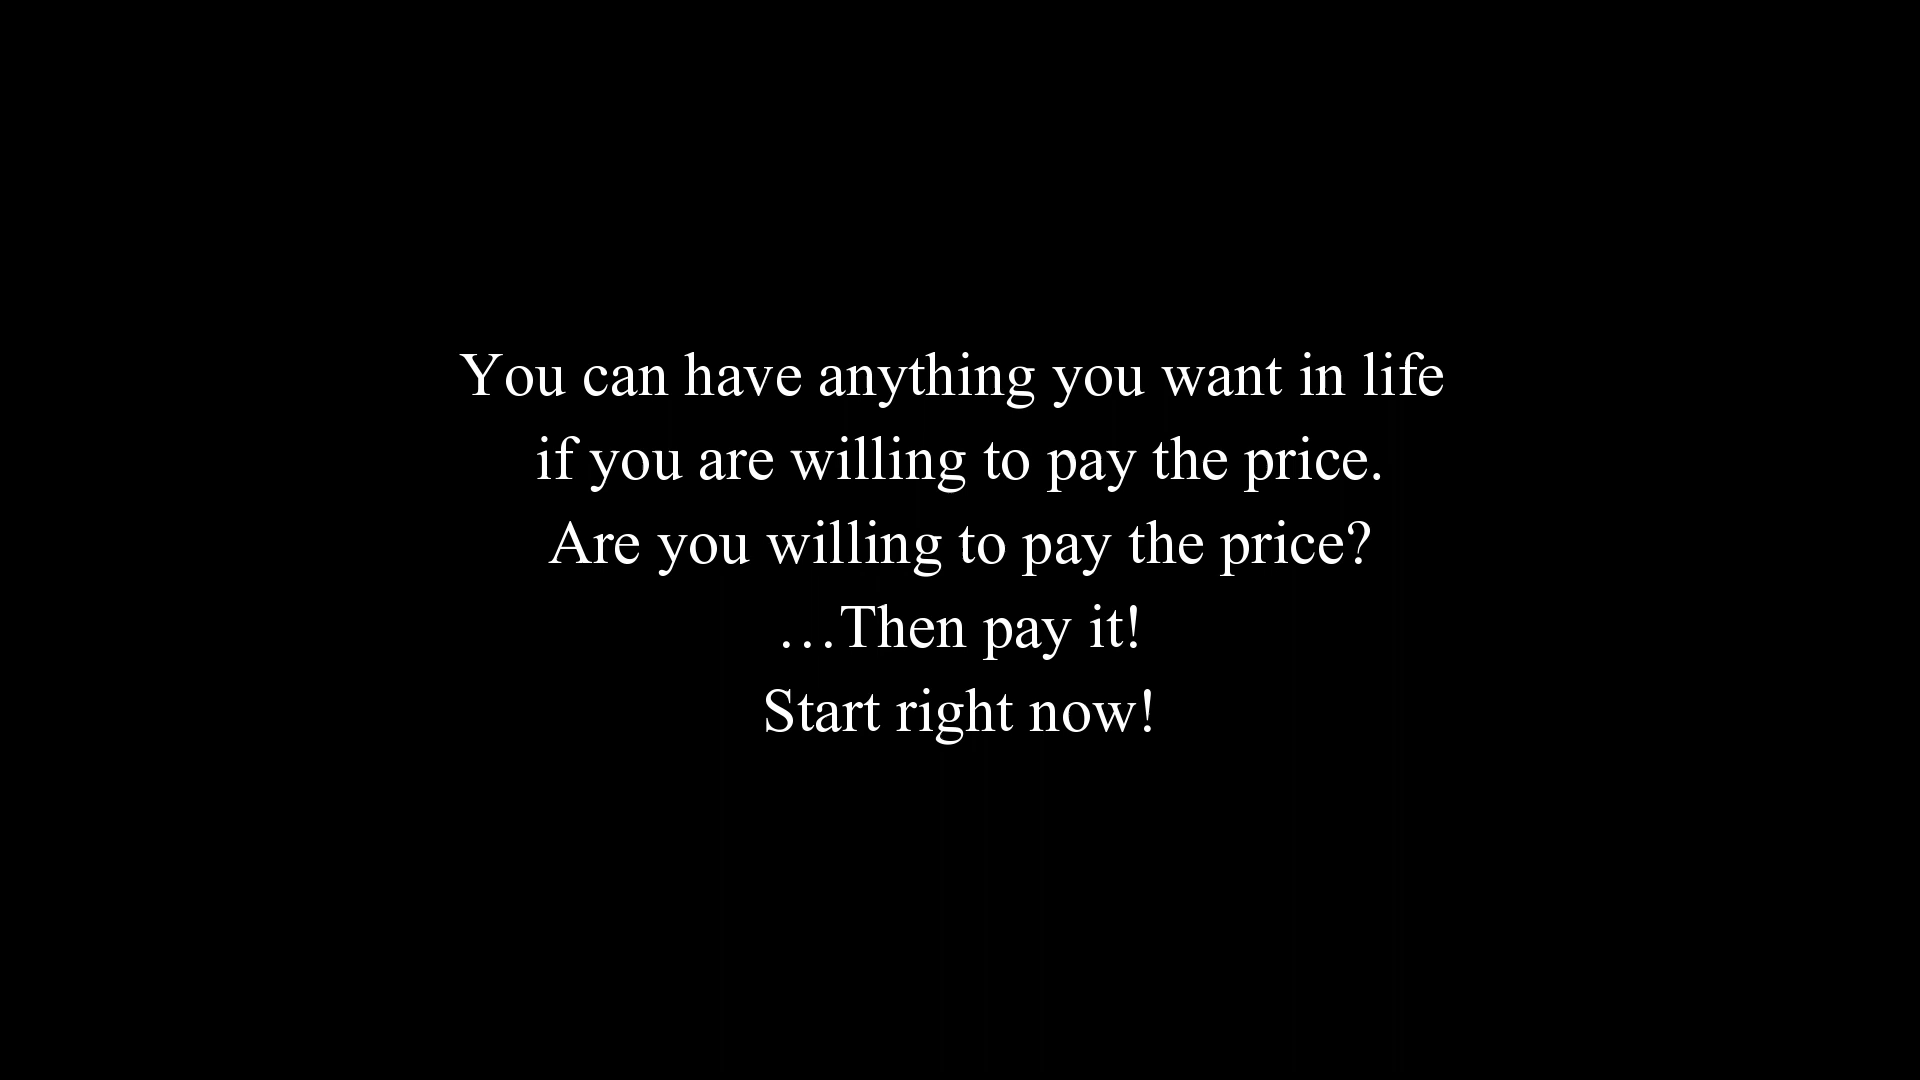 You can have anything you want in life
if you are willing to pay the price.
Are you willing to pay the price?
…Then pay it!
Start right now!